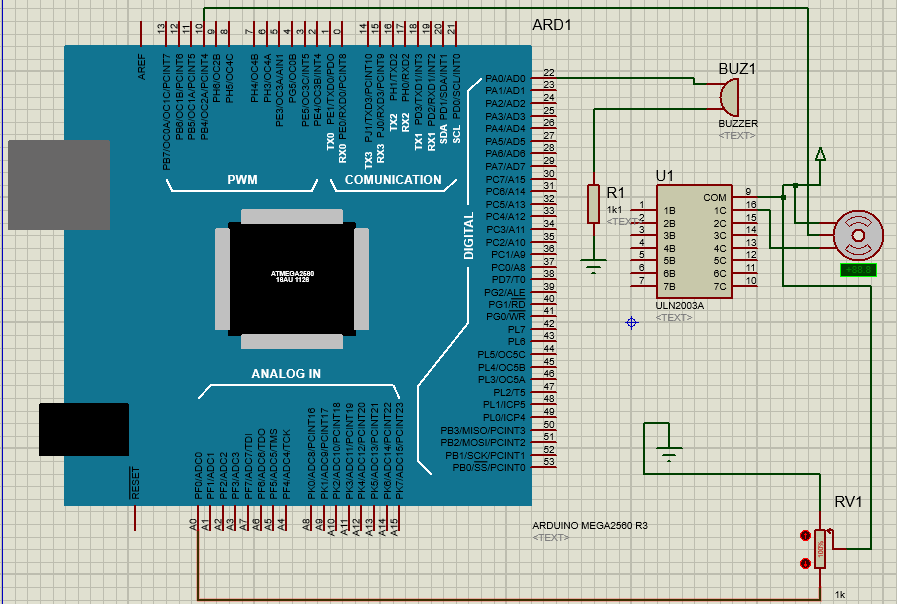 ARD1
13
12
11
10
9
8
7
6
5
4
3
2
1
0
14
15
16
17
18
19
20
21
AREF
PB7/OC0A/OC1C/PCINT7
PB6/OC1B/PCINT6
PB5/OC1A/PCINT5
PB4/OC2A/PCINT4
PH6/OC2B
PH5/OC4C
PH4/OC4B
PH3/OC4A
PE3/OC3A/AIN1
PG5/OC0B
PE5/OC3C/INT5
PE4/OC3B/INT4
PE1/TXD0/PDO
PE0/RXD0/PCINT8
PJ1/TXD3/PCINT10
PJ0/RXD3/PCINT9
PH1/TXD2
PH0/RXD2
PD3/TXD1/INT3
PD2/RXD1/INT2
PD1/SDA/INT1
PD0/SCL/INT0
TX0
RX0
TX3
RX3
TX2
RX2
TX1
RX1
SDA
SCL
PWM
COMUNICATION
DIGITAL
ATMEGA2560
16AU 1126
ANALOG IN
PA0/AD0 22
PA1/AD1 23
PA2/AD2 24
PA3/AD3 25
PA4/AD4 26
PA5/AD5 27
PA6/AD6 28
PA7/AD7 29
PC7/A15 30
PC6/A14 31
PC5/A13 32
PC4/A12 33
PC3/A11 34
PC2/A10 35
PC1/A9 36
PC0/A8 37
PD7/T0 38
PG2/ALE 39
PG1/RD 40
PG0/WR 41
PL7 42
PL6 43
PL5/OC5C 44
PL4/OC5B 45
PL3/OC5A 46
PL2/T5 47
PL1/ICP5 48
PL0/ICP4 49
PB3/MISO/PCINT3 50
PB2/MOSI/PCINT2 51
PB1/SCK/PCINT1 52
PB0/SS/PCINT0 53
RESET
PF0/ADC0
PF1/ADC1
PF2/ADC2
PF3/ADC3
PF7/ADC7/TDI
PF6/ADC6/TDO
PF5/ADC5/TMS
PF4/ADC4/TCK
PK0/ADC8/PCINT16
PK1/ADC9/PCINT17
PK2/ADC10/PCINT18
PK3/ADC11/PCINT19
PK4/ADC12/PCINT20
PK5/ADC13/PCINT21
PK6/ADC14/PCINT22
PK7/ADC15/PCINT23
A0
A1
A2
A3
A7
A6
A5
A4
A8
A9
A10
A11
A12
A13
A14
A15
ARDUINO MEGA2560 R3
<TEXT>
BUZ1
BUZZER
<TEXT>
R1
1k1
<TEXT>
U1
COM 9
1 1B 1C 16
2 2B 2C 15
3 3B 3C 14
4 4B 4C 13
5 5B 5C 12
6 6B 6C 11
7 7B 7C 10
ULN2003A
<TEXT>
+88.8
RV1
100%
1k